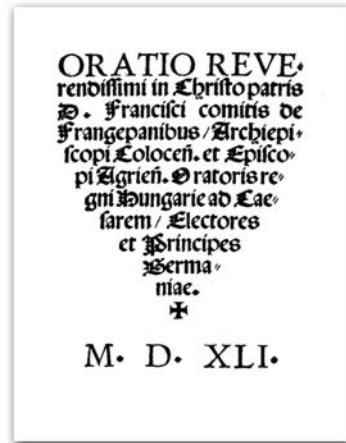 ORATIO REVE-
rendissimi in Christo patris
D. Francisci comitis de
Frangepanibus/Archiepi-
scopi Coloceñ. et Episco-
pi Agrieñ. Oratoris re-
gni Hungarie ad Cae-
sarem/ Electores
et Principes
Germa-
niae.
✠
M. D. XLI.